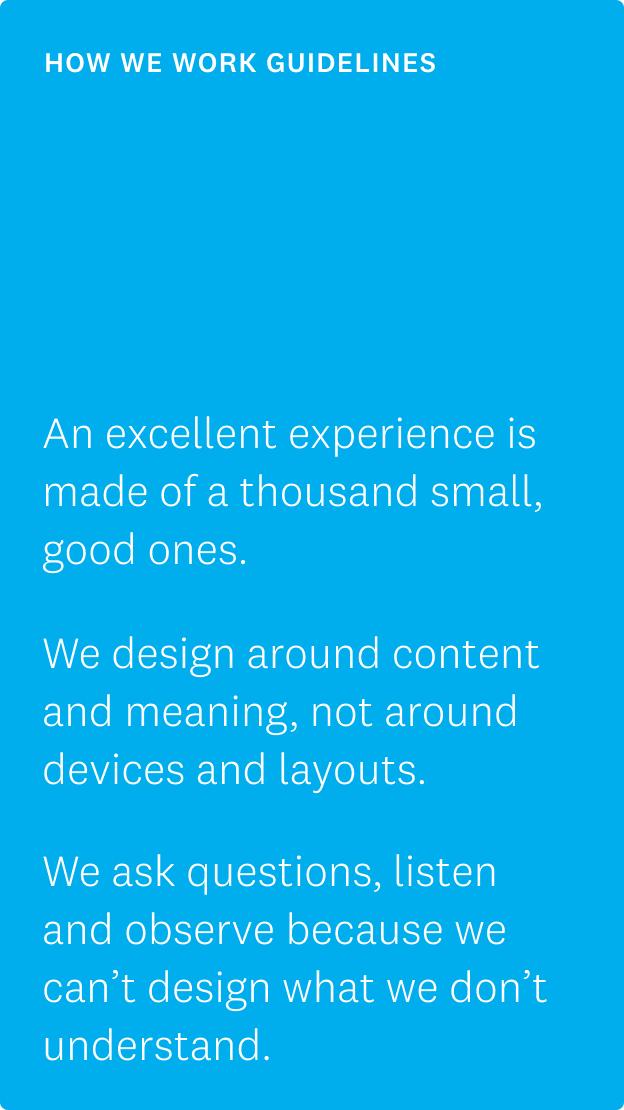 HOW WE WORK GUIDELINES
An excellent experience is
made of a thousand small,
good ones.
We design around content
and meaning, not around
devices and layouts.
We ask questions, listen
and observe because we
can’t design what we don’t
understand.